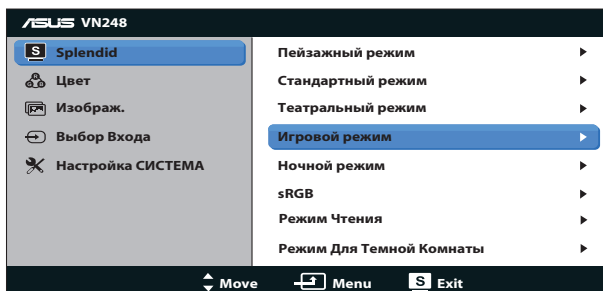 ASUS VN248
S Splendid
Цвет
Изображ.
Выбор Входа
Настройка СИСТЕМА
Пейзажный режим
Стандартный режим
Театральный режим
Игровой режим
Ночной режим
sRGB
Режим Чтения
Режим Для Темной Комнаты
Move Menu S Exit